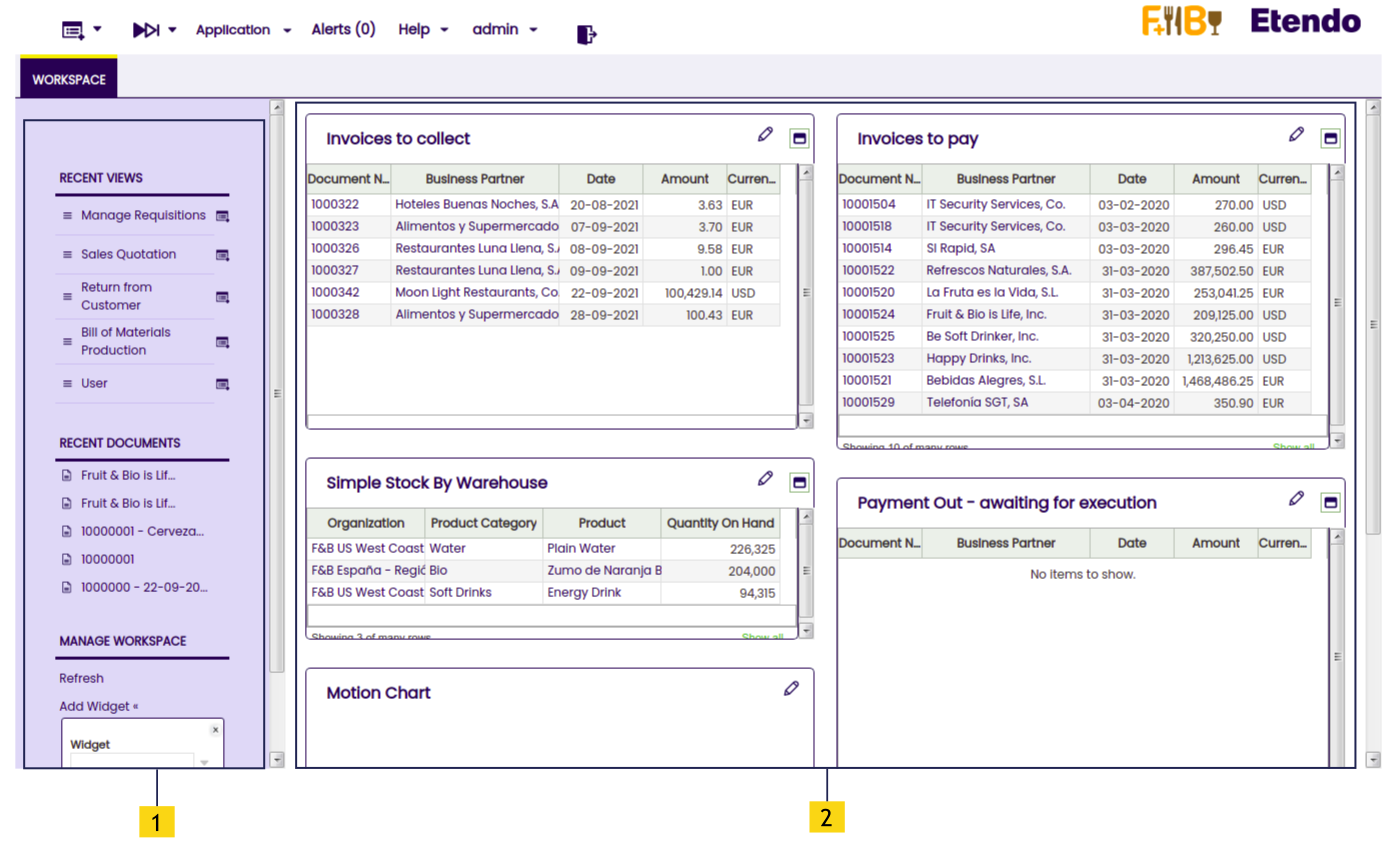 Application Alerts (0) Help admin
F+B Etendo
WORKSPACE
RECENT VIEWS
Manage Requisitions
Sales Quotation
Return from
Customer
Bill of Materials
Production
User
RECENT DOCUMENTS
Fruit & Bio is Lif...
Fruit & Bio is Lif...
10000001 - Cerveza...
10000001
1000000 - 22-09-20...
MANAGE WORKSPACE
Refresh
Add Widget «
Widget
Invoices to collect
Document N... Business Partner Date Amount Curren...
1000322 Hoteles Buenas Noches, S.A 20-08-2021 3.63 EUR
1000323 Alimentos y Supermercado 07-09-2021 3.70 EUR
1000326 Restaurantes Luna Llena, S./ 08-09-2021 9.58 EUR
1000327 Restaurantes Luna Llena, S./ 09-09-2021 1.00 EUR
1000342 Moon Light Restaurants, Co. 22-09-2021 100,429.14 USD
1000328 Alimentos y Supermercado 28-09-2021 100.43 EUR
Simple Stock By Warehouse
Organization Product Category Product Quantity On Hand
F&B US West Coast Water Plain Water 226,325
F&B España - Regió Bio Zumo de Naranja B 204,000
F&B US West Coast Soft Drinks Energy Drink 94,315
Showing 3 of many rows Show all
Motion Chart
Invoices to pay
Document N... Business Partner Date Amount Curren...
10001504 IT Security Services, Co. 03-02-2020 270.00 USD
10001518 IT Security Services, Co. 03-03-2020 260.00 USD
10001514 SI Rapid, SA 03-03-2020 296.45 EUR
10001522 Refrescos Naturales, S.A. 31-03-2020 387,502.50 EUR
10001520 La Fruta es la Vida, S.L. 31-03-2020 253,041.25 EUR
10001524 Fruit & Bio is Life, Inc. 31-03-2020 209,125.00 USD
10001525 Be Soft Drinker, Inc. 31-03-2020 320,250.00 USD
10001523 Happy Drinks, Inc. 31-03-2020 1,213,625.00 USD
10001521 Bebidas Alegres, S.L. 31-03-2020 1,468,486.25 EUR
10001529 Telefonía SGT, SA 03-04-2020 350.90 EUR
Showing 10 of many rows Show all
Payment Out - awaiting for execution
Document N... Business Partner Date Amount Curren...
No items to show.
1
2